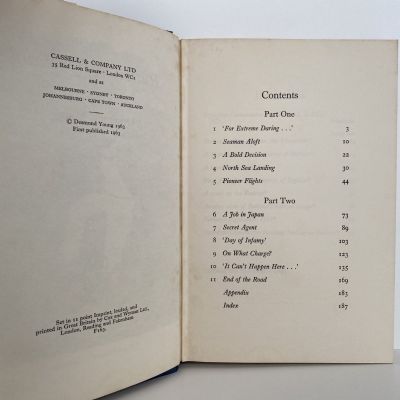 CASSELL & COMPANY LTD
35 Red Lion Square · London WC1
and at
MELBOURNE · SYDNEY · TORONTO
JOHANNESBURG · CAPE TOWN · AUCKLAND
© Desmond Young 1963
First published 1963
Set in 11 point Imprint, leaded, and
printed in Great Britain by Cox and Wyman Ltd.,
London, Reading and Fakenham
F163.
Contents
Part One
1 ‘For Extreme Daring . . .’ 3
2 Seaman Aloft 10
3 A Bold Decision 22
4 North Sea Landing 30
5 Pioneer Flights 44
Part Two
6 A Job in Japan 73
7 Secret Agent 89
8 ‘Day of Infamy’ 103
9 On What Charge? 123
10 ‘It Can't Happen Here . . .’ 135
11 End of the Road 169
Appendix 183
Index 187